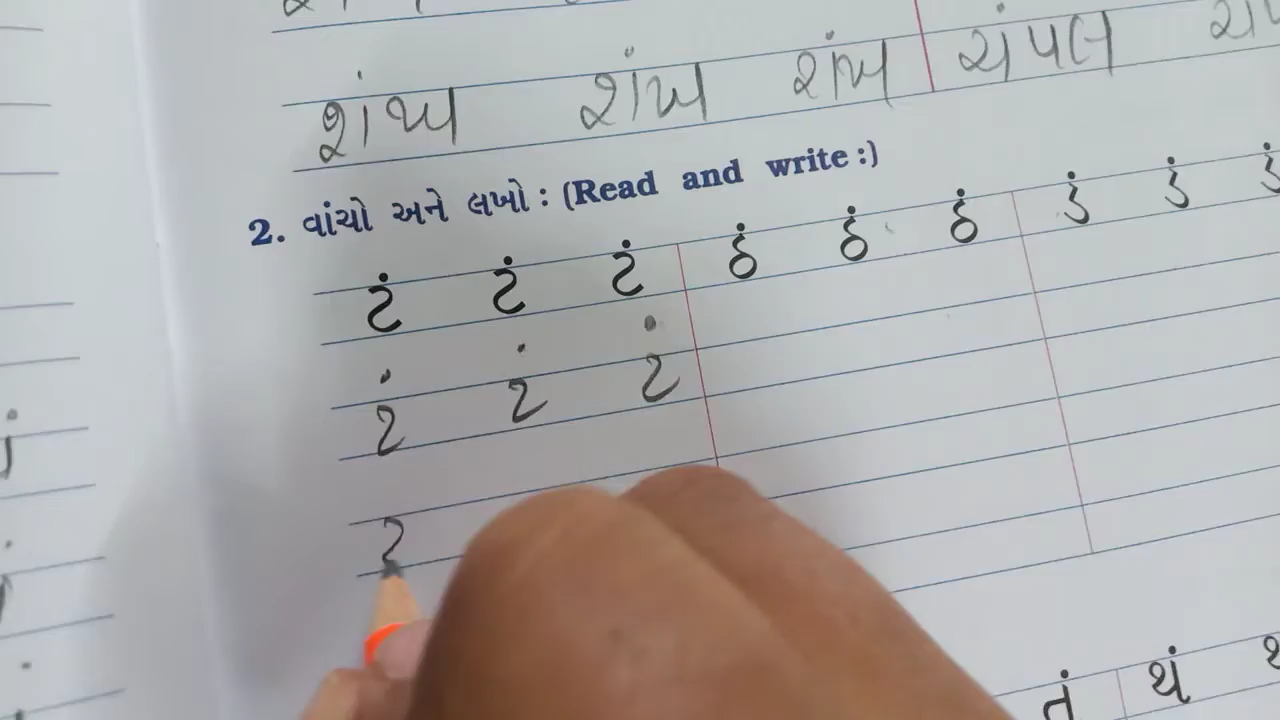 શંખ શંખ શંખ ચંપલ
2. વાંચો અને લખો : (Read and write :)
ટં ટં ટં ઠં ઠં ઠં ડં ડં ડં
ટં ટં ટં
ટ
તં થં